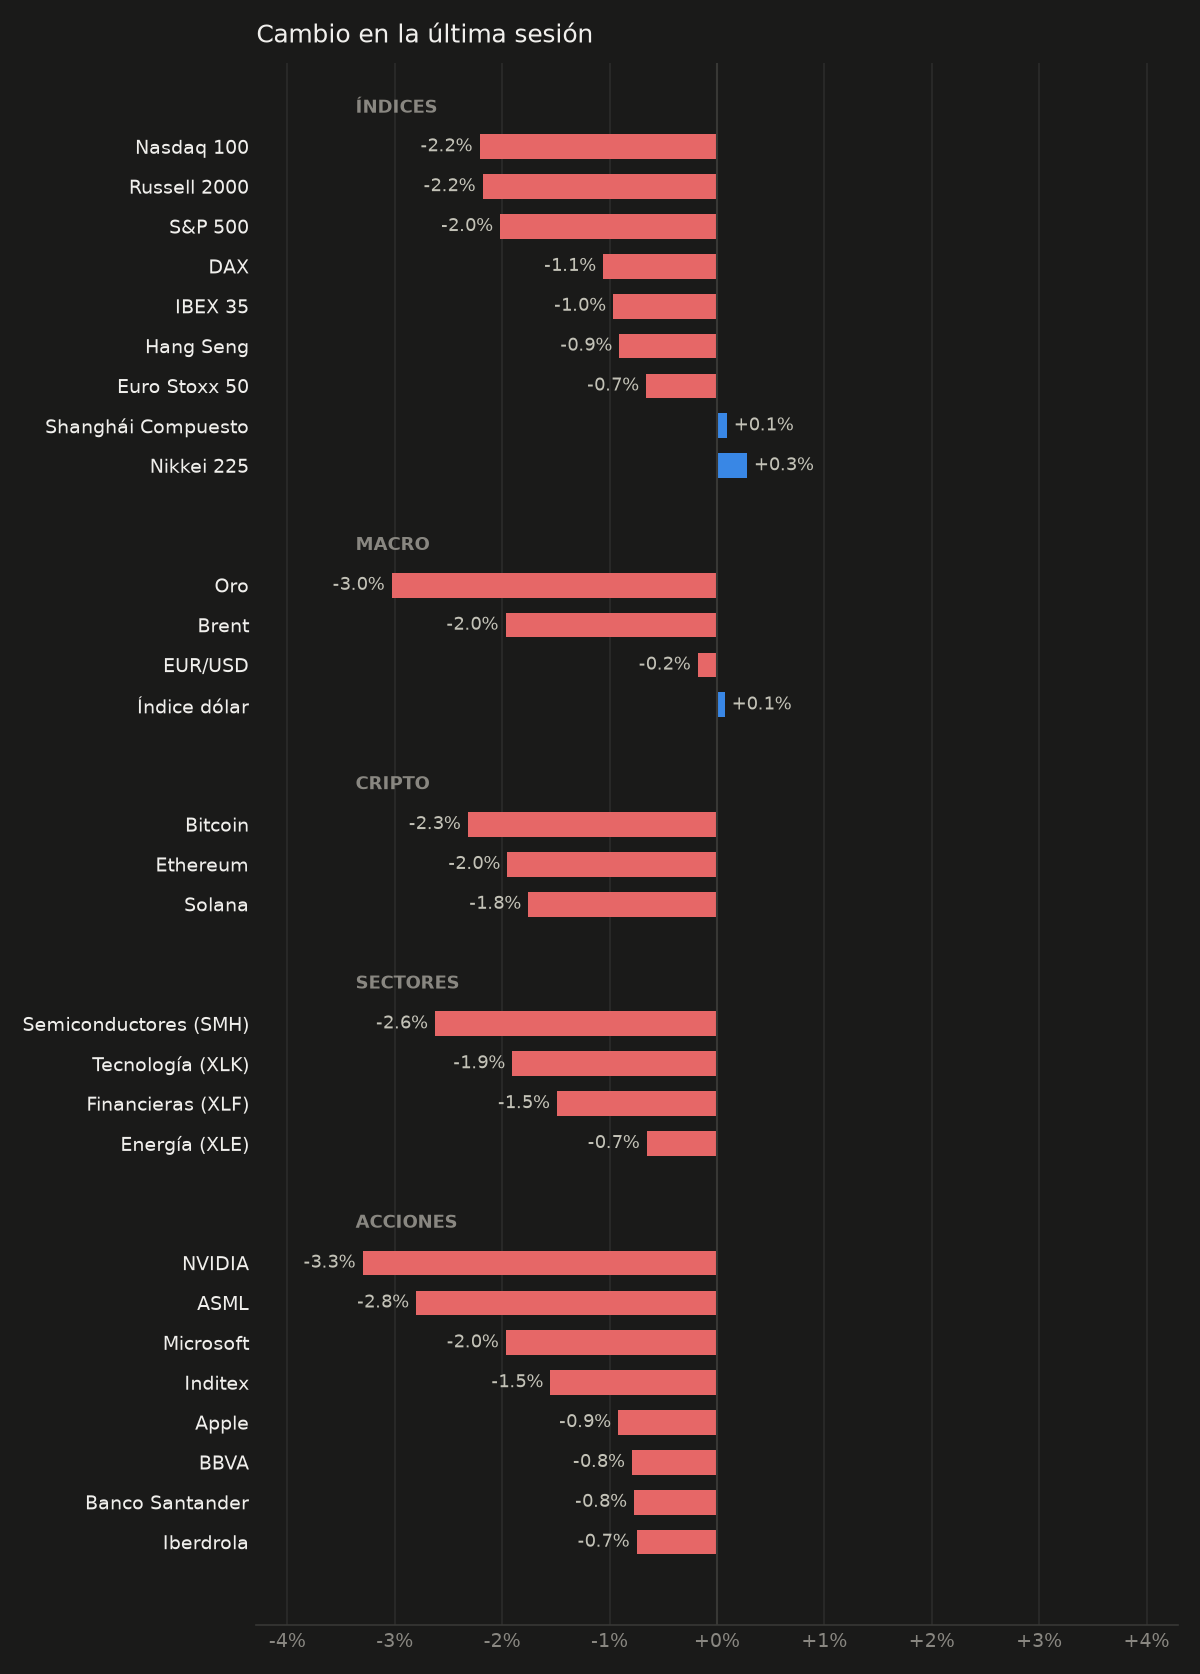 Cambio en la última sesión
ÍNDICES
Nasdaq 100 -2.2%
Russell 2000 -2.2%
S&P 500 -2.0%
DAX -1.1%
IBEX 35 -1.0%
Hang Seng -0.9%
Euro Stoxx 50 -0.7%
Shanghái Compuesto +0.1%
Nikkei 225 +0.3%
MACRO
Oro -3.0%
Brent -2.0%
EUR/USD -0.2%
Índice dólar +0.1%
CRIPTO
Bitcoin -2.3%
Ethereum -2.0%
Solana -1.8%
SECTORES
Semiconductores (SMH) -2.6%
Tecnología (XLK) -1.9%
Financieras (XLF) -1.5%
Energía (XLE) -0.7%
ACCIONES
NVIDIA -3.3%
ASML -2.8%
Microsoft -2.0%
Inditex -1.5%
Apple -0.9%
BBVA -0.8%
Banco Santander -0.8%
Iberdrola -0.7%
-4% -3% -2% -1% +0% +1% +2% +3% +4%